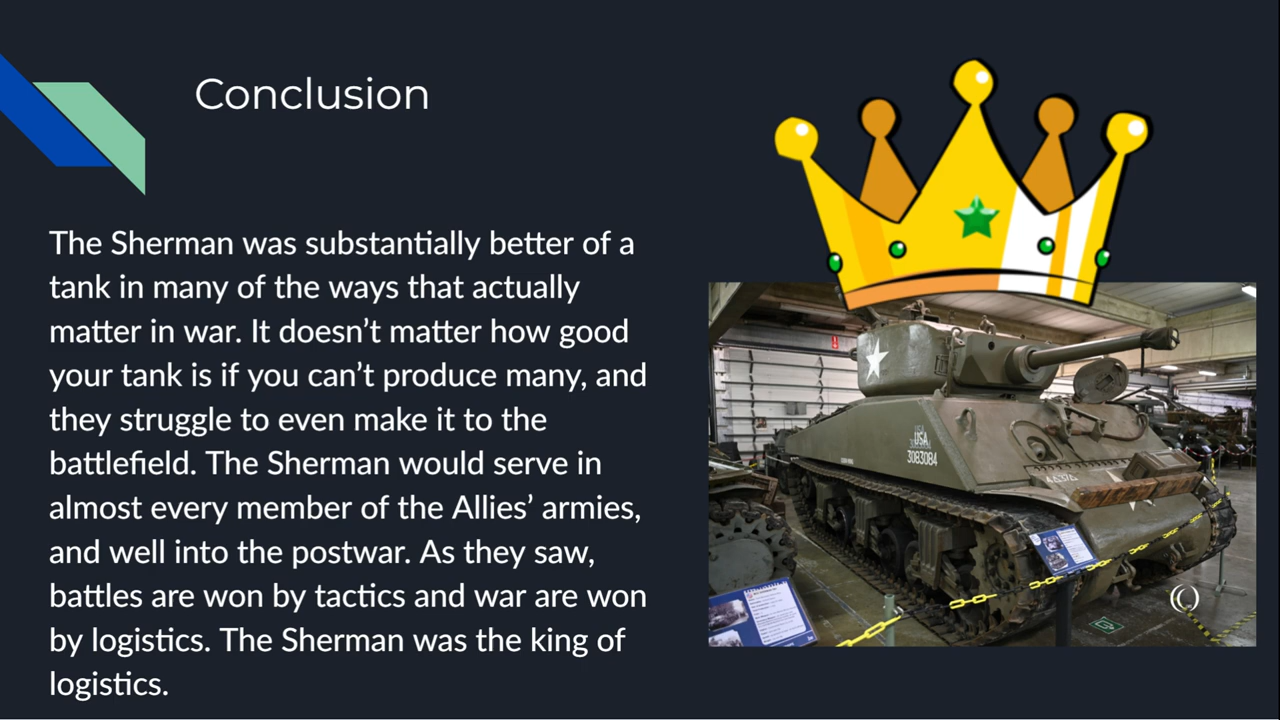 Conclusion
The Sherman was substantially better of a
tank in many of the ways that actually
matter in war. It doesn’t matter how good
your tank is if you can’t produce many, and
they struggle to even make it to the
battlefield. The Sherman would serve in
almost every member of the Allies’ armies,
and well into the postwar. As they saw,
battles are won by tactics and war are won
by logistics. The Sherman was the king of
logistics.
USA
3083084